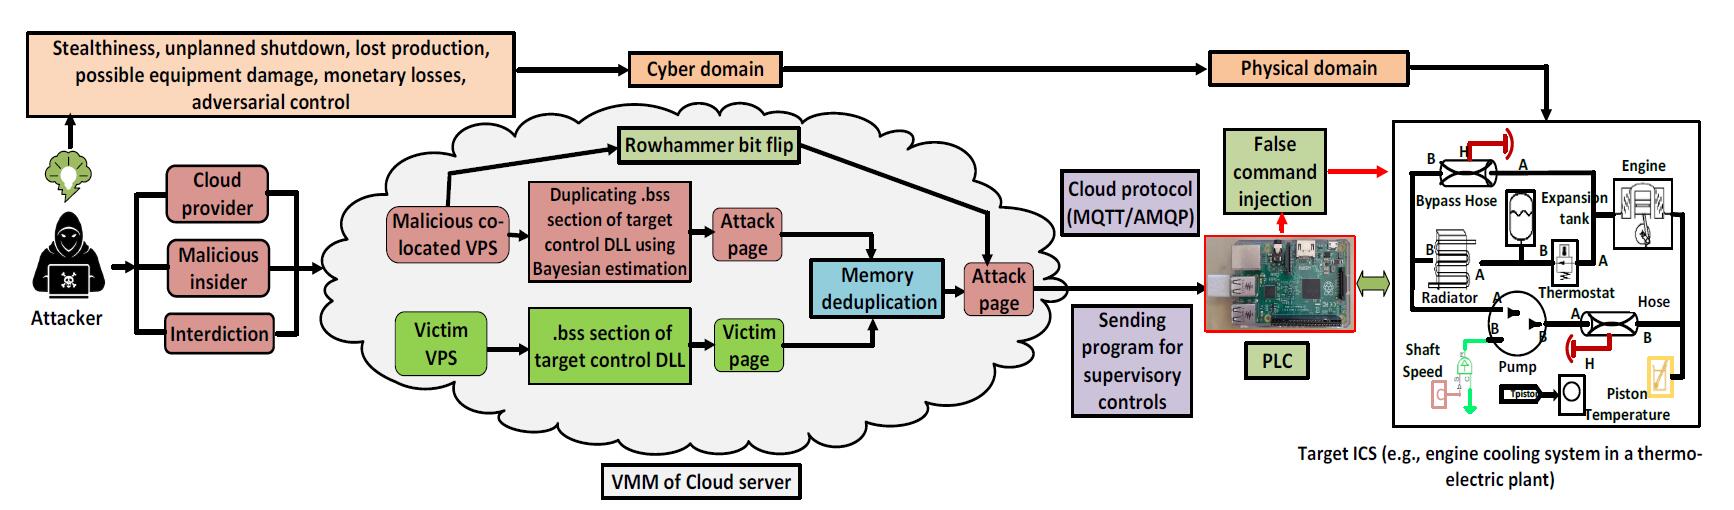 Stealthiness, unplanned shutdown, lost production,
possible equipment damage, monetary losses,
adversarial control
Cyber domain
Physical domain
Attacker
Cloud
provider
Malicious
insider
Interdiction
Rowhammer bit flip
Malicious co-
located VPS
Duplicating .bss
section of target
control DLL using
Bayesian estimation
Attack
page
Memory
deduplication
Attack
page
Victim
VPS
.bss section of
target control DLL
Victim
page
VMM of Cloud server
Cloud protocol
(MQTT/AMQP)
Sending
program for
supervisory
controls
False
command
injection
PLC
B
H
A
Bypass Hose
Expansion
tank
Engine
B
A
Radiator
B
A
Thermostat
A
B
B
Pump
A
Hose
B
H
Shaft
Speed
C
Tpiston
Piston
Temperature
Target ICS (e.g., engine cooling system in a thermo-
electric plant)